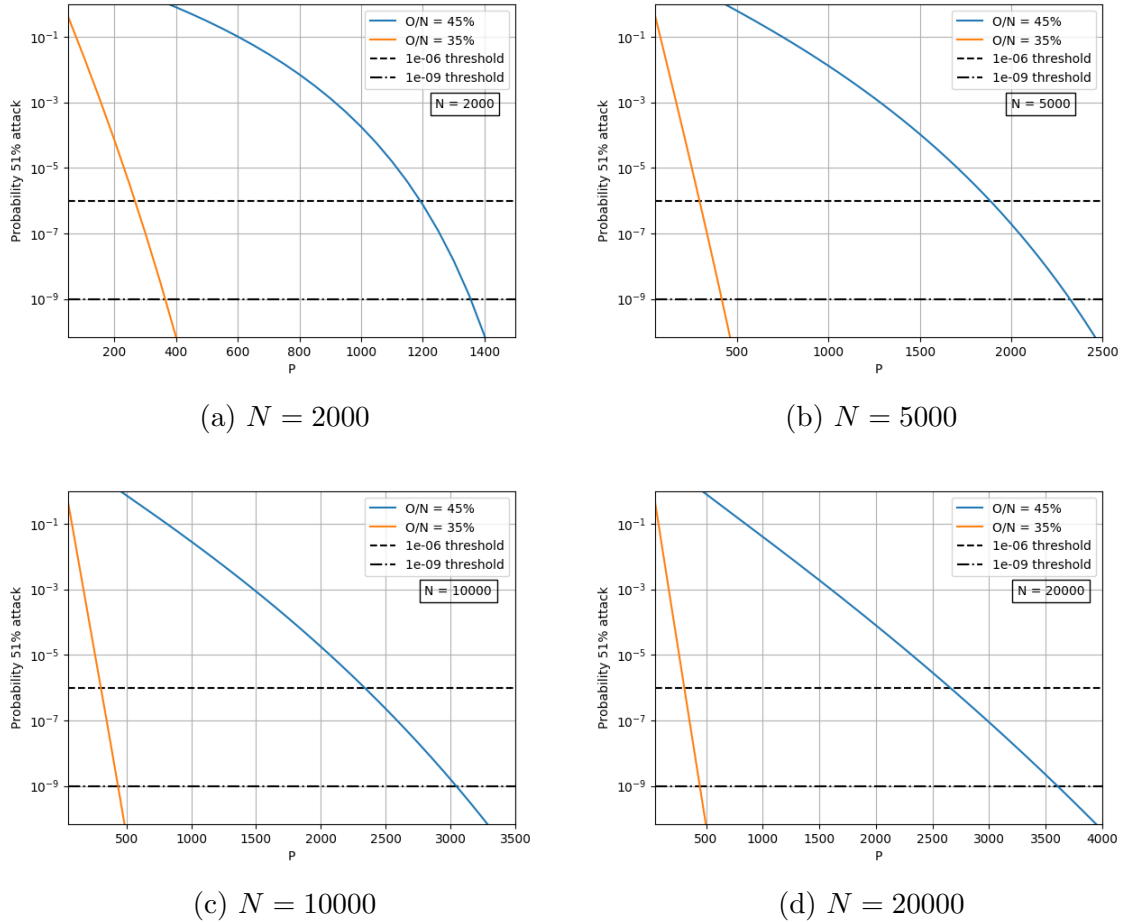 Probability 51% attack
10⁻¹
10⁻³
10⁻⁵
10⁻⁷
10⁻⁹
O/N = 45%
O/N = 35%
1e-06 threshold
1e-09 threshold
N = 2000
200 400 600 800 1000 1200 1400
P
(a) N = 2000
Probability 51% attack
10⁻¹
10⁻³
10⁻⁵
10⁻⁷
10⁻⁹
O/N = 45%
O/N = 35%
1e-06 threshold
1e-09 threshold
N = 5000
500 1000 1500 2000 2500
P
(b) N = 5000
Probability 51% attack
10⁻¹
10⁻³
10⁻⁵
10⁻⁷
10⁻⁹
O/N = 45%
O/N = 35%
1e-06 threshold
1e-09 threshold
N = 10000
500 1000 1500 2000 2500 3000 3500
P
(c) N = 10000
Probability 51% attack
10⁻¹
10⁻³
10⁻⁵
10⁻⁷
10⁻⁹
O/N = 45%
O/N = 35%
1e-06 threshold
1e-09 threshold
N = 20000
500 1000 1500 2000 2500 3000 3500 4000
P
(d) N = 20000